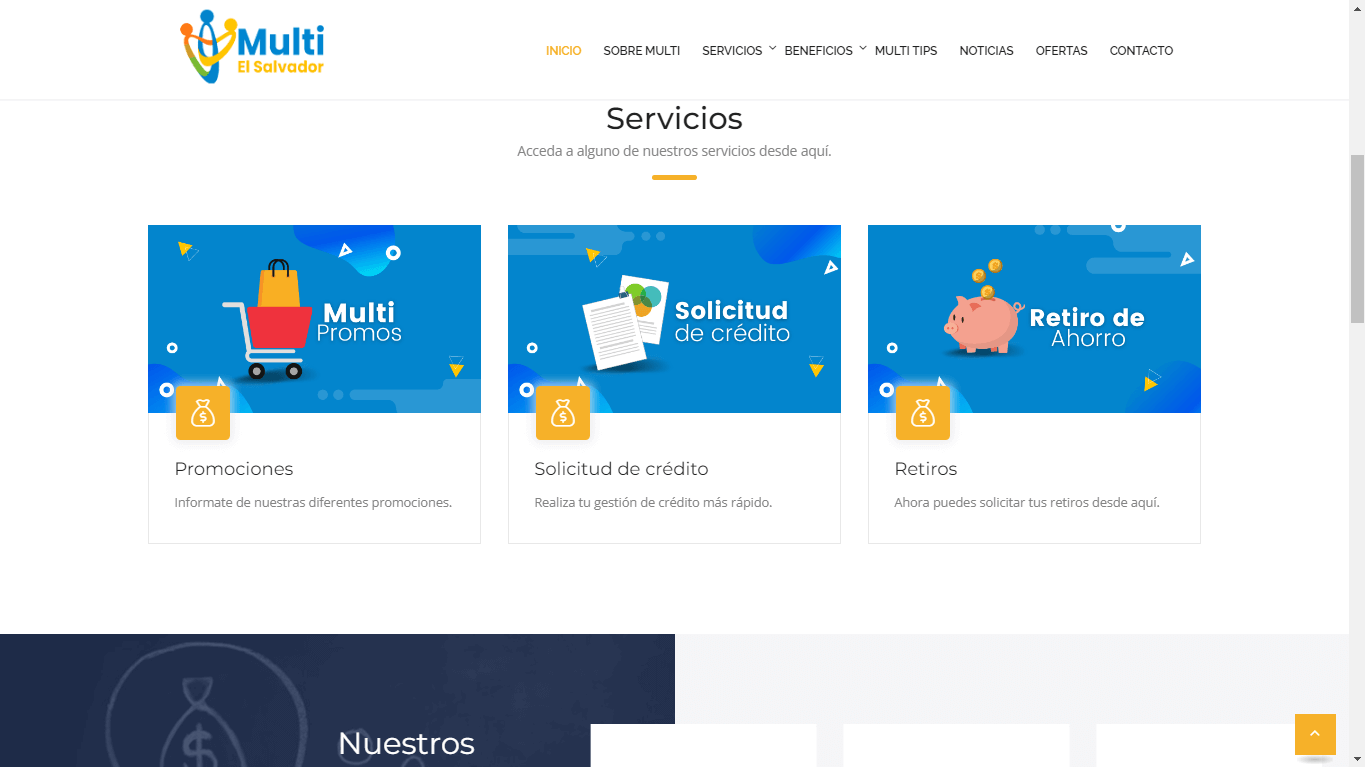 Multi
El Salvador
INICIO SOBRE MULTI SERVICIOS BENEFICIOS MULTI TIPS NOTICIAS OFERTAS CONTACTO
Servicios
Acceda a alguno de nuestros servicios desde aquí.
Multi
Promos
Solicitud
de crédito
Retiro de
Ahorro
Promociones
Informate de nuestras diferentes promociones.
Solicitud de crédito
Realiza tu gestión de crédito más rápido.
Retiros
Ahora puedes solicitar tus retiros desde aquí.
Nuestros